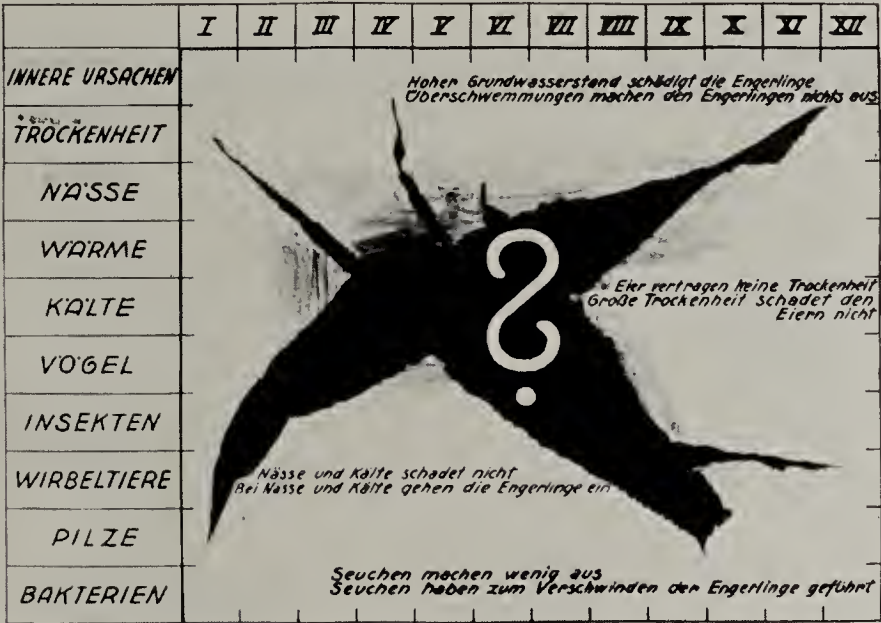 I II III IV V VI VII VIII IX X XI XII
INNERE URSACHEN
Hoher Grundwasserstand schädigt die Engerlinge
Überschwemmungen machen den Engerlingen nichts aus
TROCKENHEIT
NÄSSE
WÄRME
?
Eier vertragen keine Trockenheit
KÄLTE
Große Trockenheit schadet den
Eiern nicht
VÖGEL
INSEKTEN
WIRBELTIERE
Nässe und Kälte schadet nicht
Bei Nässe und Kälte gehen die Engerlinge ein
PILZE
BAKTERIEN
Seuchen machen wenig aus
Seuchen haben zum Verschwinden der Engerlinge geführt